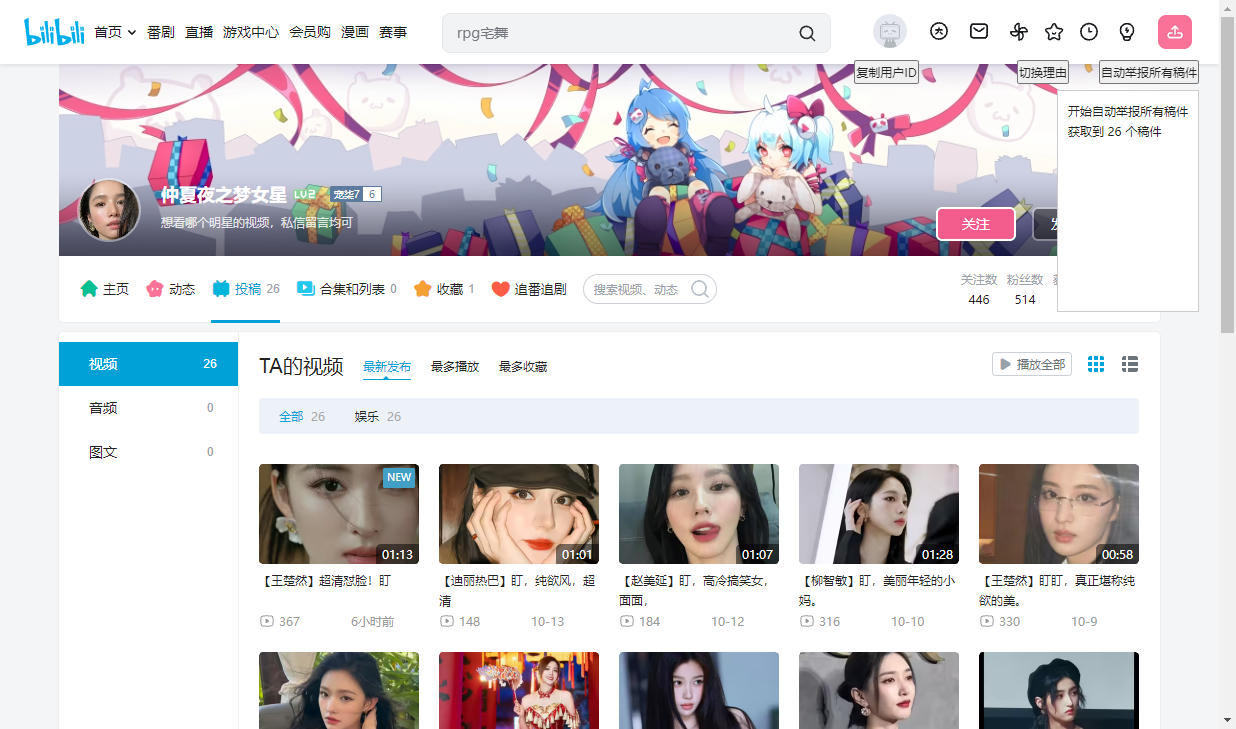 bilibili
首页 番剧 直播 游戏中心 会员购 漫画 赛事
rpg宅舞
复制用户ID
切换理由
自动举报所有稿件
开始自动举报所有稿件
获取到 26 个稿件
仲夏夜之梦女星 LV2 宠粉7 6
想看哪个明星的视频，私信留言均可
关注
主页
动态
投稿 26
合集和列表 0
收藏 1
追番追剧
搜索视频、动态
关注数 粉丝数
446 514
视频 26
音频 0
图文 0
TA的视频 最新发布 最多播放 最多收藏
播放全部
全部 26 娱乐 26
NEW
01:13
01:01
01:07
01:28
00:58
【王楚然】超清怼脸！盯
367 6小时前
【迪丽热巴】盯，纯欲风，超
清
148 10-13
【赵美延】盯，高冷搞笑女，
面面，
184 10-12
【柳智敏】盯，美丽年轻的小
妈。
316 10-10
【王楚然】盯盯，真正堪称纯
欲的美。
330 10-9